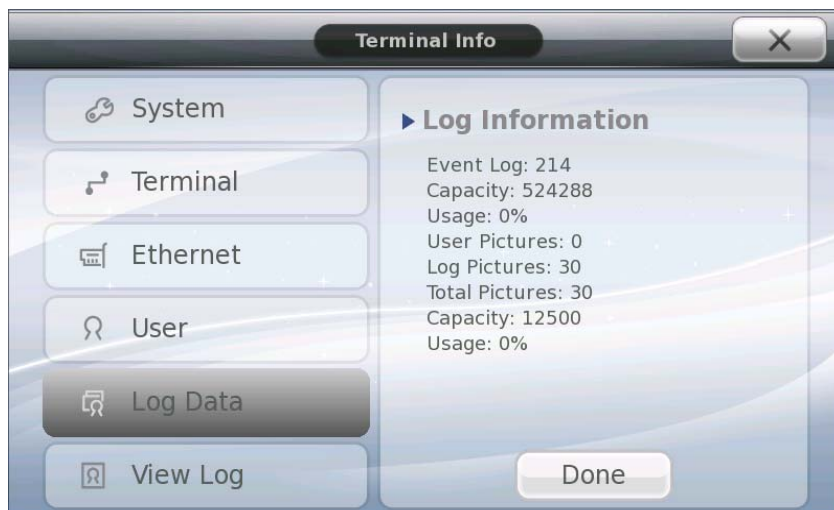 Terminal Info
System
Terminal
Ethernet
User
Log Data
View Log
Log Information
Event Log: 214
Capacity: 524288
Usage: 0%
User Pictures: 0
Log Pictures: 30
Total Pictures: 30
Capacity: 12500
Usage: 0%
Done